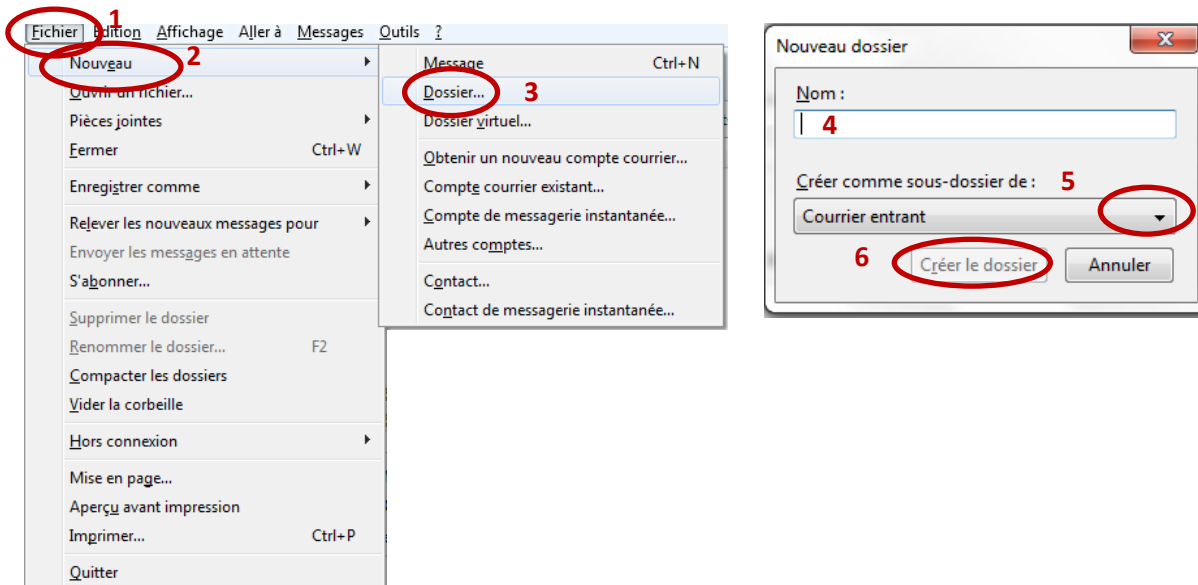 Fichier Edition Affichage Aller à Messages Outils ?
1
Nouveau
2
Ouvrir un fichier...
Pièces jointes
Fermer Ctrl+W
Enregistrer comme
Relever les nouveaux messages pour
Envoyer les messages en attente
S'abonner...
Supprimer le dossier
Renommer le dossier... F2
Compacter les dossiers
Vider la corbeille
Hors connexion
Mise en page...
Aperçu avant impression
Imprimer... Ctrl+P
Quitter
Message Ctrl+N
Dossier... 3
Dossier virtuel...
Obtenir un nouveau compte courrier...
Compte courrier existant...
Compte de messagerie instantanée...
Autres comptes...
Contact...
Contact de messagerie instantanée...
Nouveau dossier
Nom :
4
Créer comme sous-dossier de : 5
Courrier entrant
6 Créer le dossier Annuler